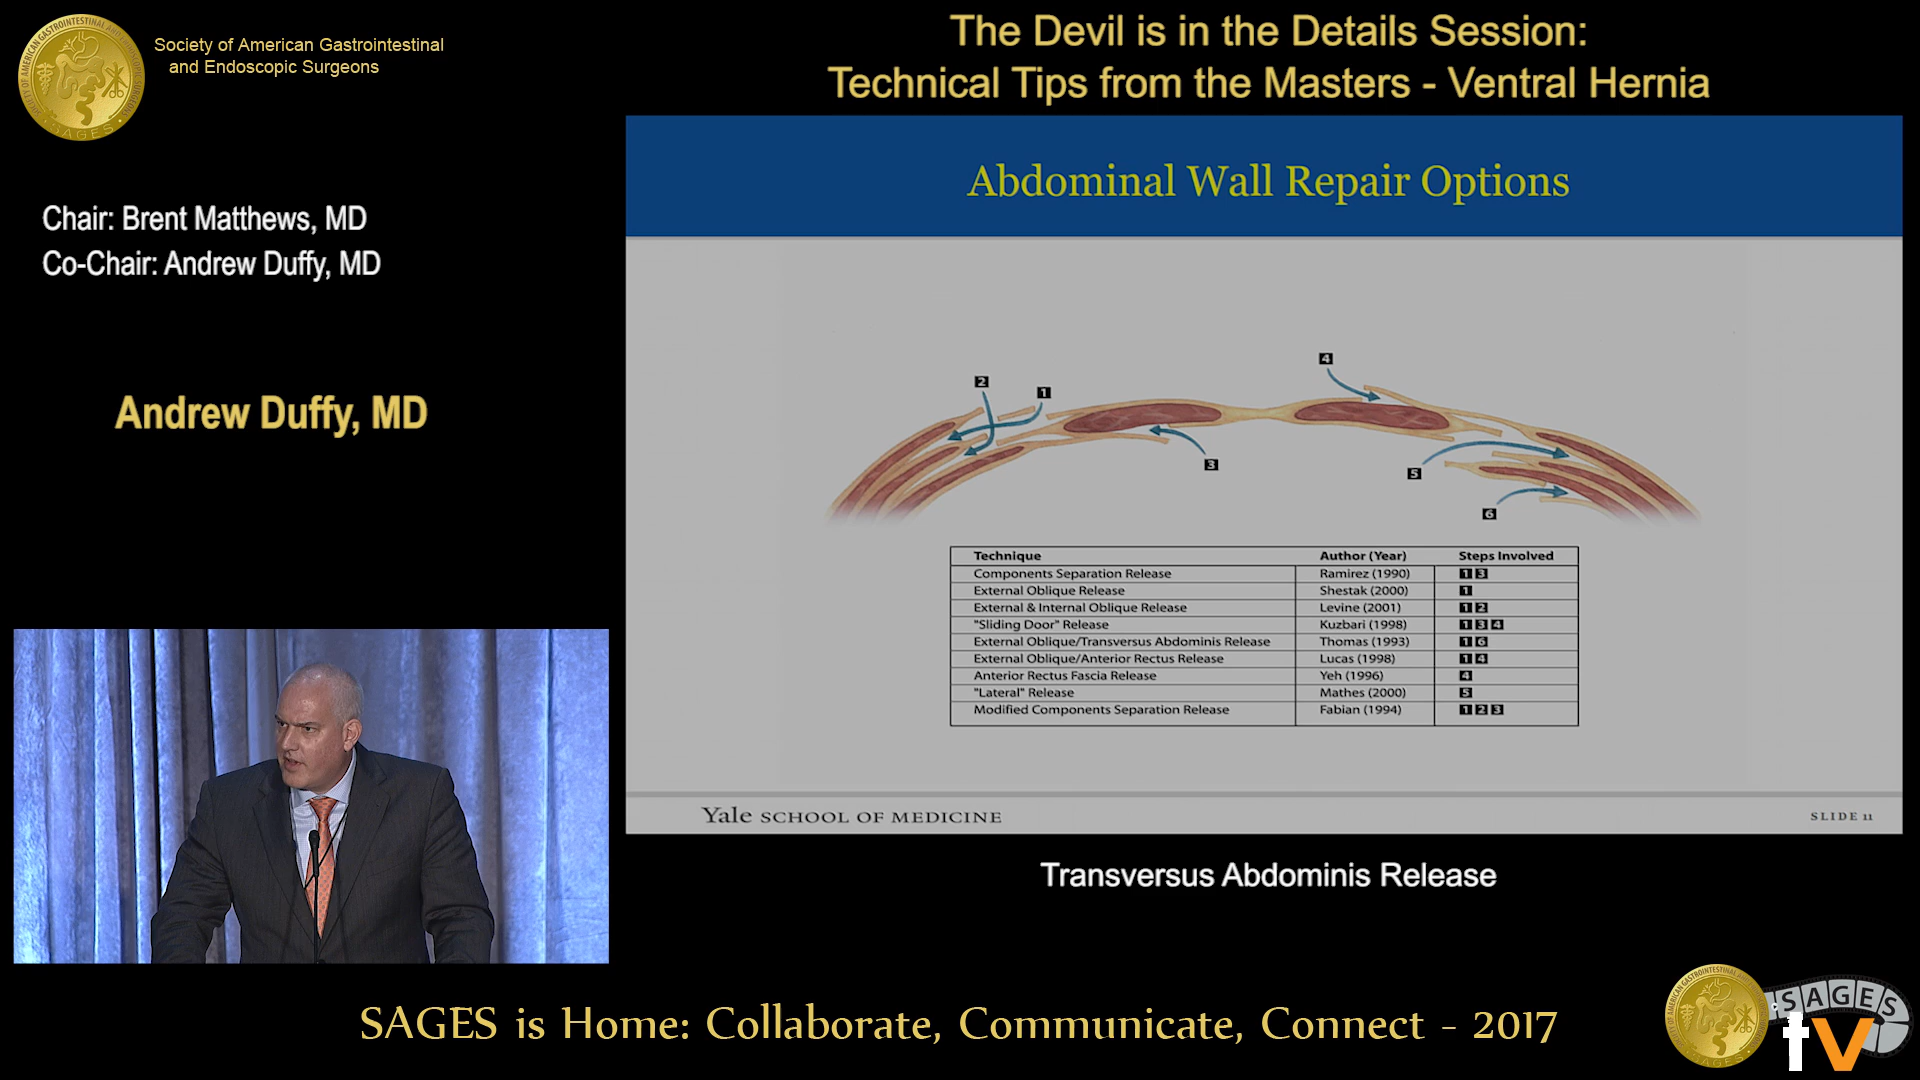 Society of American Gastrointestinal
and Endoscopic Surgeons
The Devil is in the Details Session:
Technical Tips from the Masters - Ventral Hernia
Chair: Brent Matthews, MD
Co-Chair: Andrew Duffy, MD
Andrew Duffy, MD
Abdominal Wall Repair Options
4
2
1
3
5
6
Technique Author (Year) Steps Involved
Components Separation Release Ramirez (1990) 1 3
External Oblique Release Shestak (2000) 1
External & Internal Oblique Release Levine (2001) 1 2
"Sliding Door" Release Kuzbari (1998) 1 3 4
External Oblique/Transversus Abdominis Release Thomas (1993) 1 6
External Oblique/Anterior Rectus Release Lucas (1998) 1 4
Anterior Rectus Fascia Release Yeh (1996) 4
"Lateral" Release Mathes (2000) 5
Modified Components Separation Release Fabian (1994) 1 2 3
Yale SCHOOL OF MEDICINE
SLIDE 11
Transversus Abdominis Release
SAGES is Home: Collaborate, Communicate, Connect - 2017
SAGES
tv
SAGES